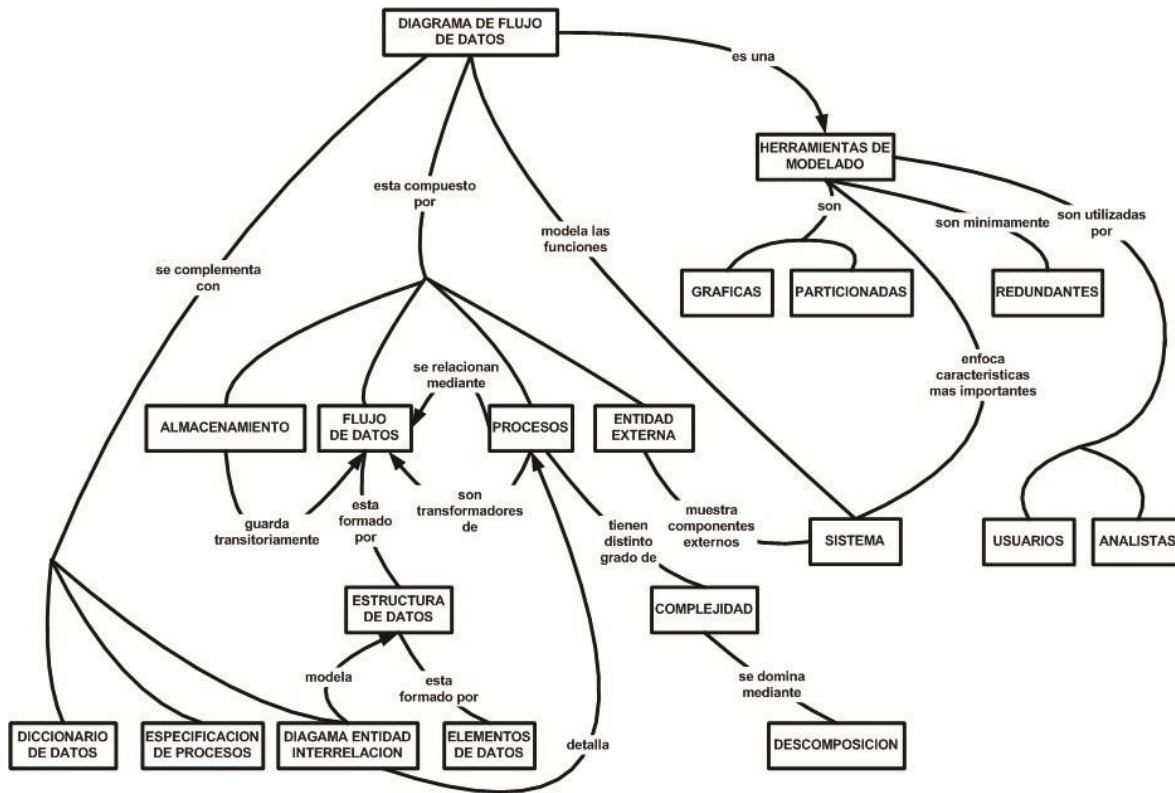 DIAGRAMA DE FLUJO
DE DATOS
es una
HERRAMIENTAS DE
MODELADO
esta compuesto
por
son
son minimamente
son utilizadas
por
modela las
funciones
se complementa
con
GRAFICAS
PARTICIONADAS
REDUNDANTES
se relacionan
mediante
enfoca
caracteristicas
mas importantes
ALMACENAMIENTO
FLUJO
DE DATOS
PROCESOS
ENTIDAD
EXTERNA
guarda
transitoriamente
esta
formado
por
son
transformadores
de
tienen
distinto
grado de
muestra
componentes
externos
SISTEMA
USUARIOS
ANALISTAS
ESTRUCTURA
DE DATOS
COMPLEJIDAD
modela
esta
formado por
se domina
mediante
DICCIONARIO
DE DATOS
ESPECIFICACION
DE PROCESOS
DIAGAMA ENTIDAD
INTERRELACION
ELEMENTOS
DE DATOS
detalla
DESCOMPOSICION